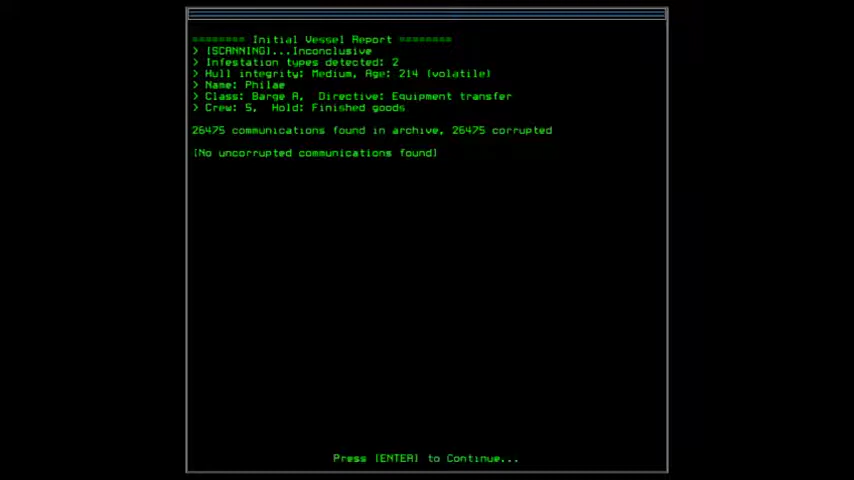 ======== Initial Vessel Report ========
> [SCANNING]...Inconclusive
> Infestation types detected: 2
> Hull integrity: Medium, Age: 214 (volatile)
> Name: Philae
> Class: Barge A,  Directive: Equipment transfer
> Crew: 5,  Hold: Finished goods
26475 communications found in archive, 26475 corrupted
[No uncorrupted communications found]
Press [ENTER] to Continue...